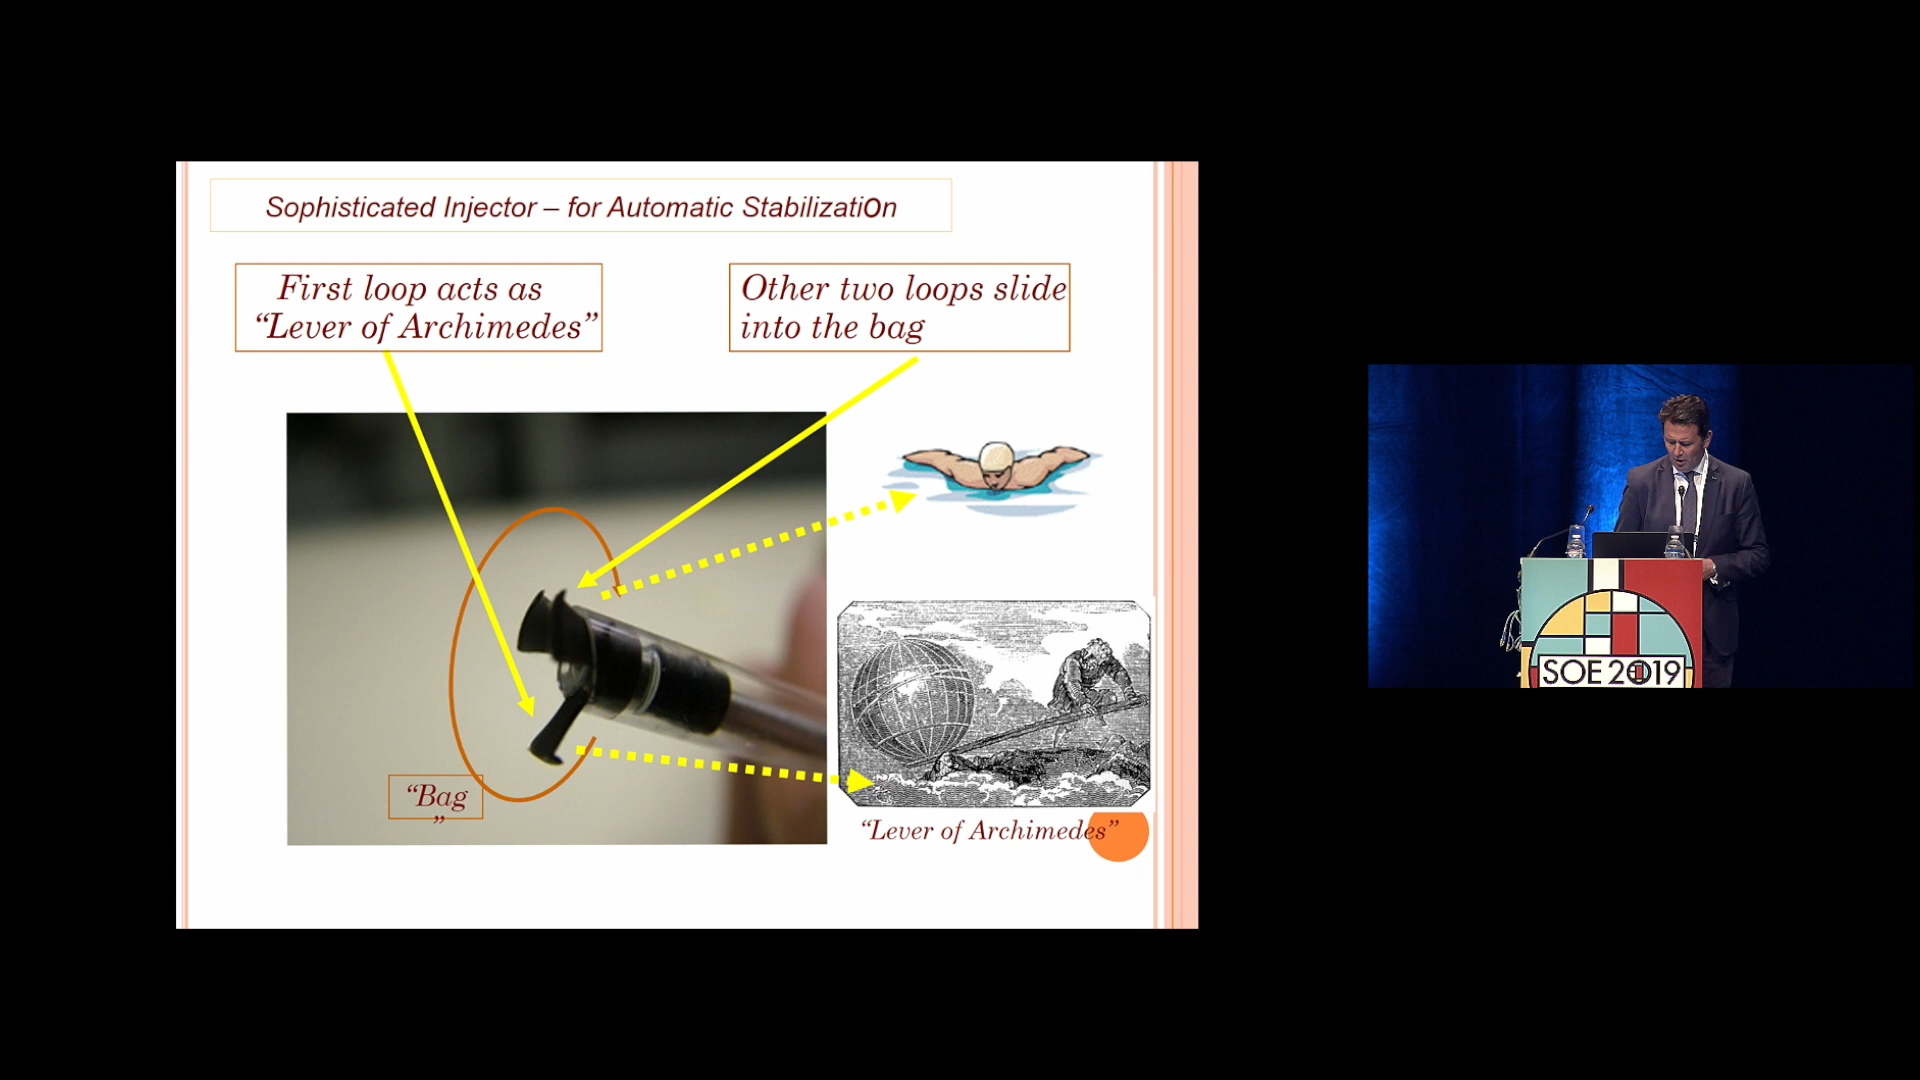 Sophisticated Injector – for Automatic Stabilization
First loop acts as
“Lever of Archimedes”
Other two loops slide
into the bag
“Bag
”
“Lever of Archimedes”
SOE 2019